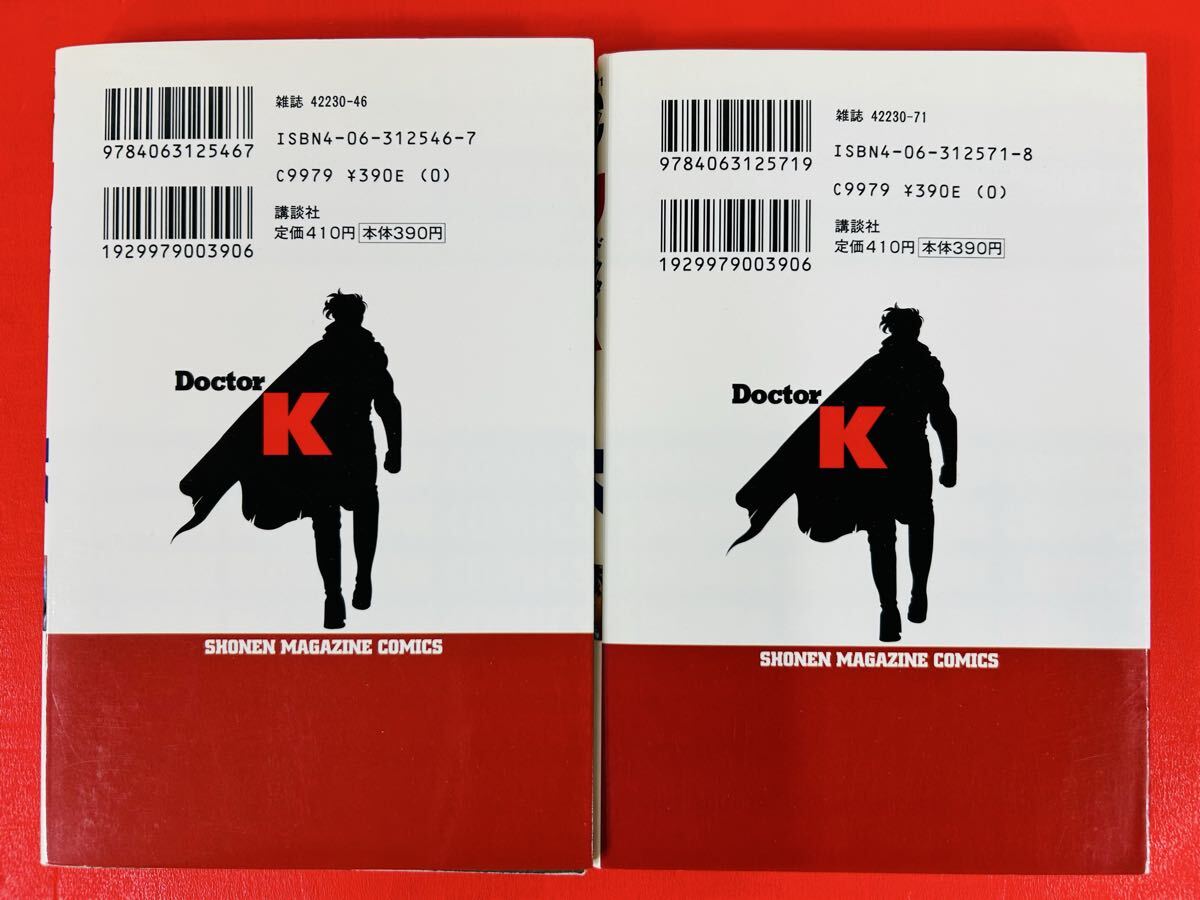 雑誌 42230-46
9784063125467
ISBN4-06-312546-7
C9979 ¥390E (0)
1929979003906
講談社
定価410円 本体390円
Doctor
K
SHONEN MAGAZINE COMICS
雑誌 42230-71
9784063125719
ISBN4-06-312571-8
C9979 ¥390E (0)
1929979003906
講談社
定価410円 本体390円
Doctor
K
SHONEN MAGAZINE COMICS